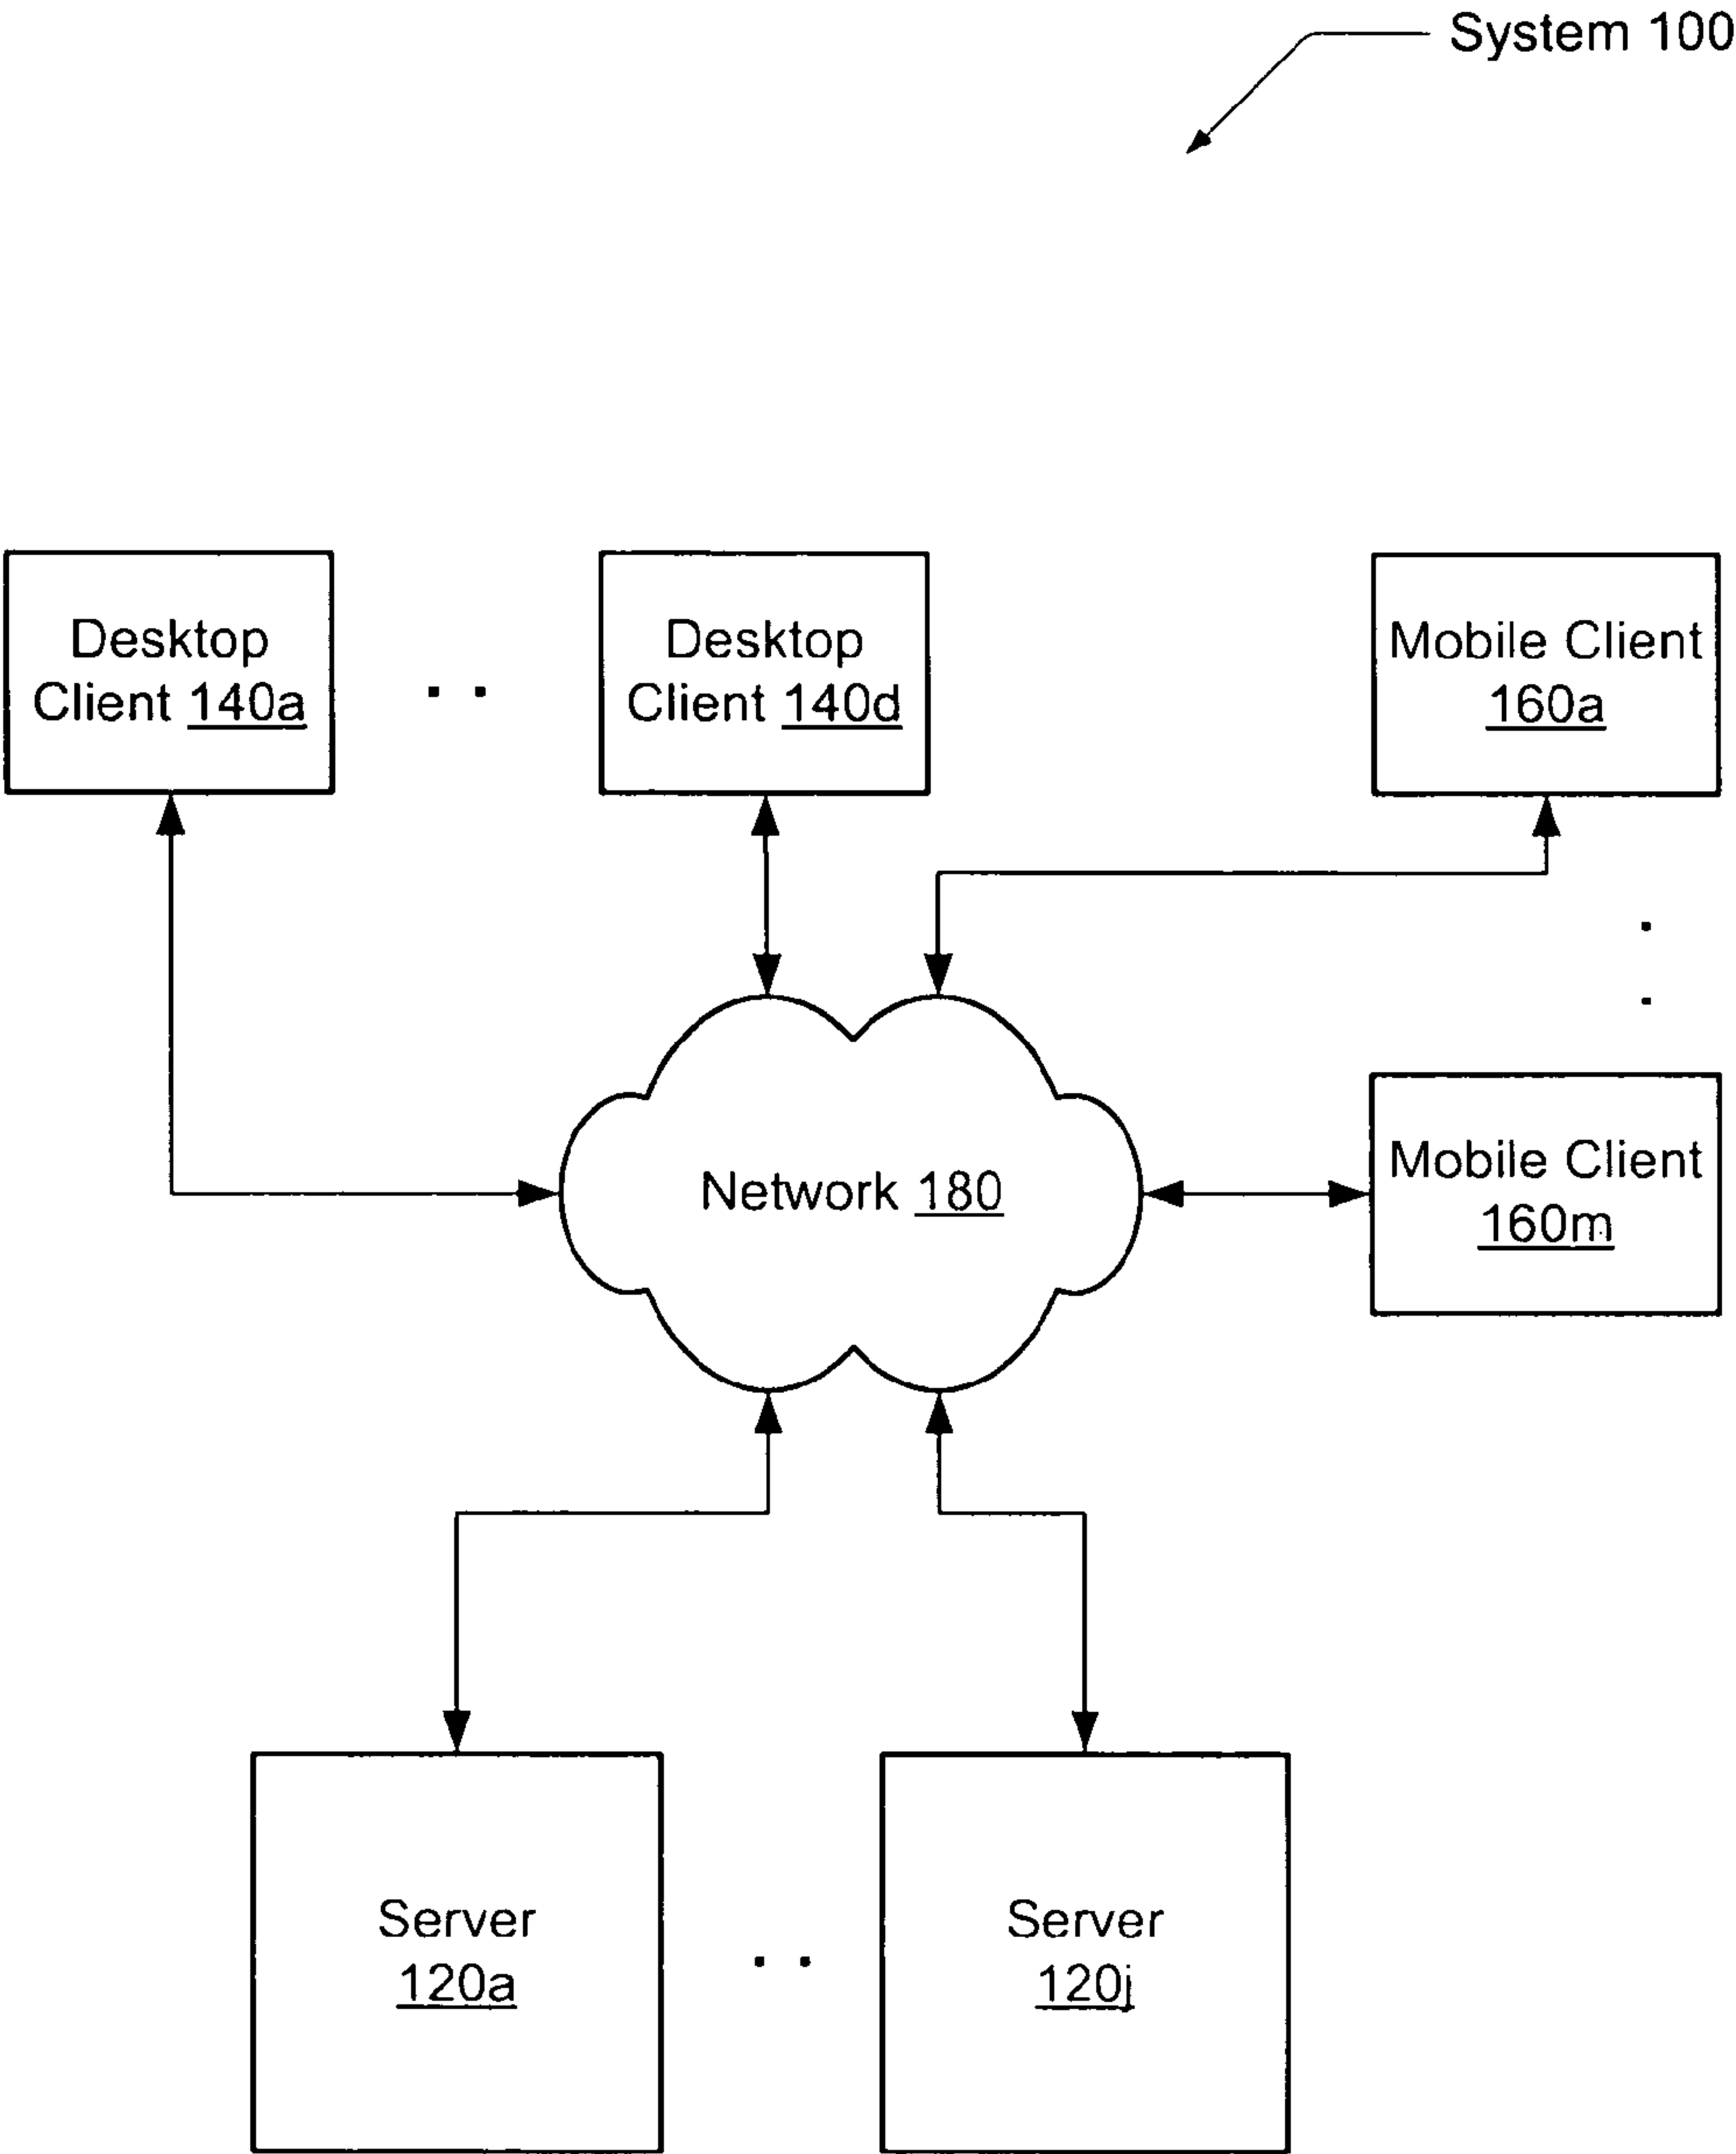 System 100
Desktop
Client 140a
Desktop
Client 140d
Mobile Client
160a
Network 180
Mobile Client
160m
Server
120a
Server
120j